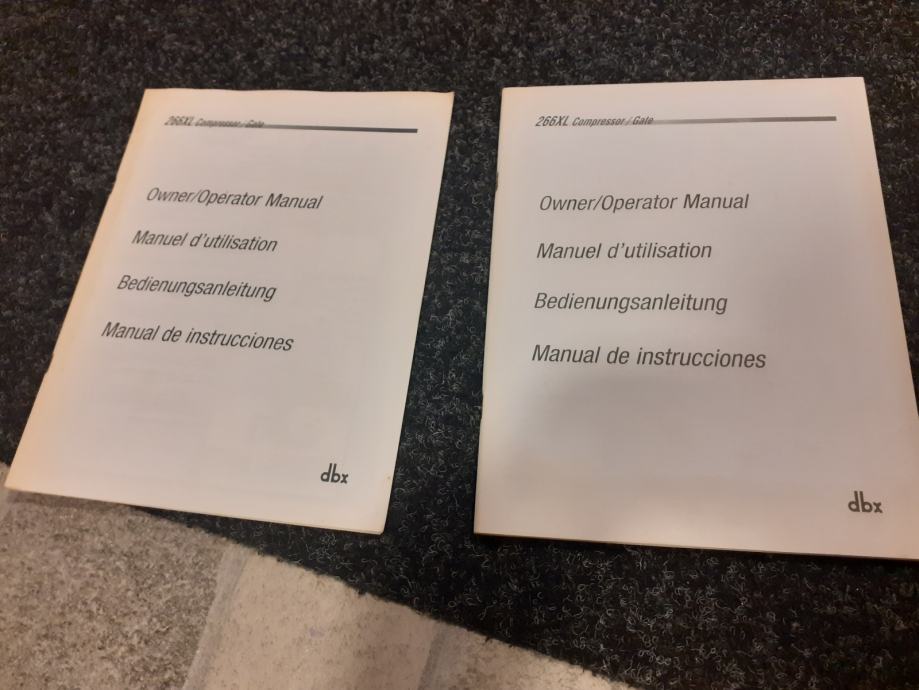 266XL Compressor / Gate
Owner/Operator Manual
Manuel d'utilisation
Bedienungsanleitung
Manual de instrucciones
dbx
266XL Compressor / Gate
Owner/Operator Manual
Manuel d'utilisation
Bedienungsanleitung
Manual de instrucciones
dbx